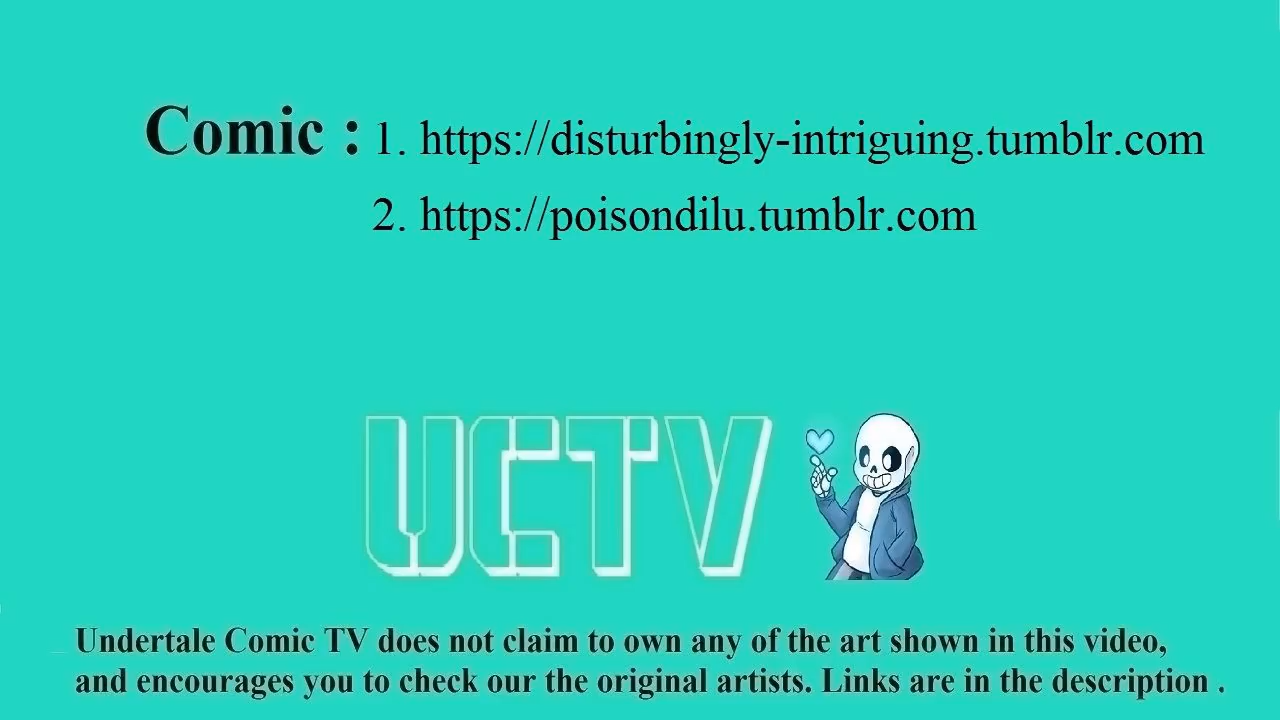 Comic : 1. https://disturbingly-intriguing.tumblr.com
2. https://poisondilu.tumblr.com
UCTV
Undertale Comic TV does not claim to own any of the art shown in this video,
and encourages you to check our the original artists. Links are in the description .